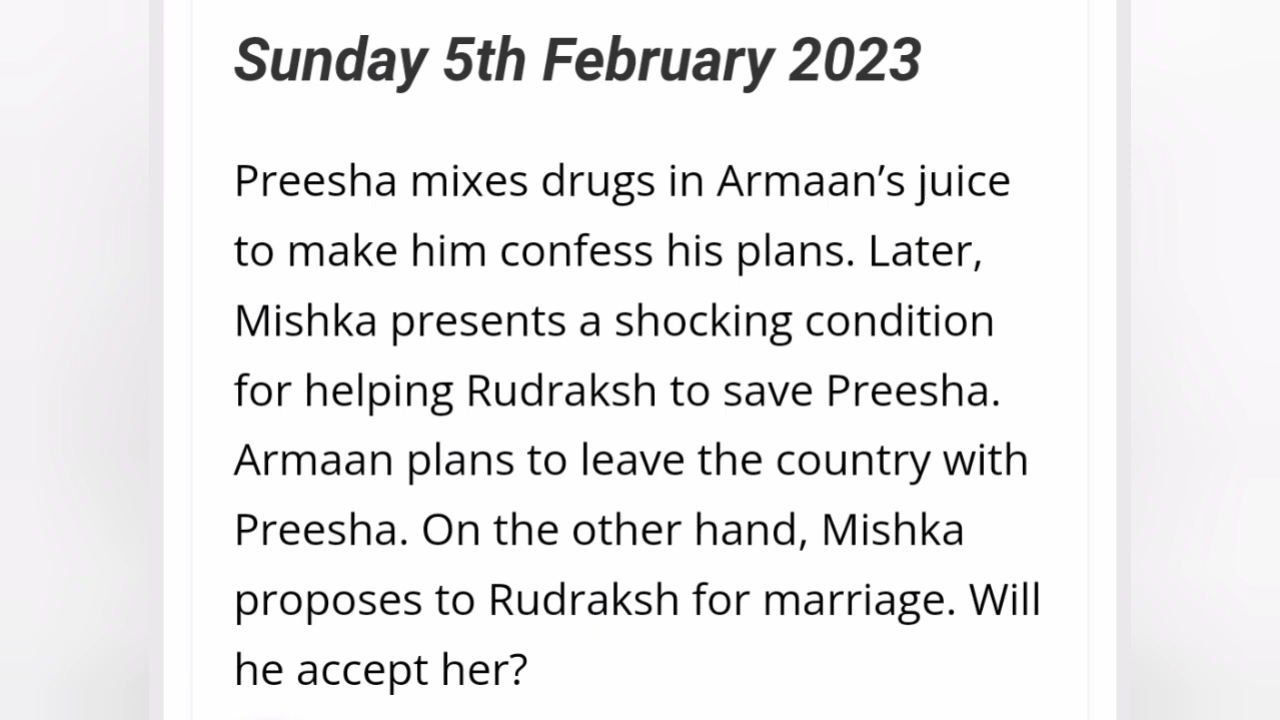 Sunday 5th February 2023
Preesha mixes drugs in Armaan’s juice
to make him confess his plans. Later,
Mishka presents a shocking condition
for helping Rudraksh to save Preesha.
Armaan plans to leave the country with
Preesha. On the other hand, Mishka
proposes to Rudraksh for marriage. Will
he accept her?